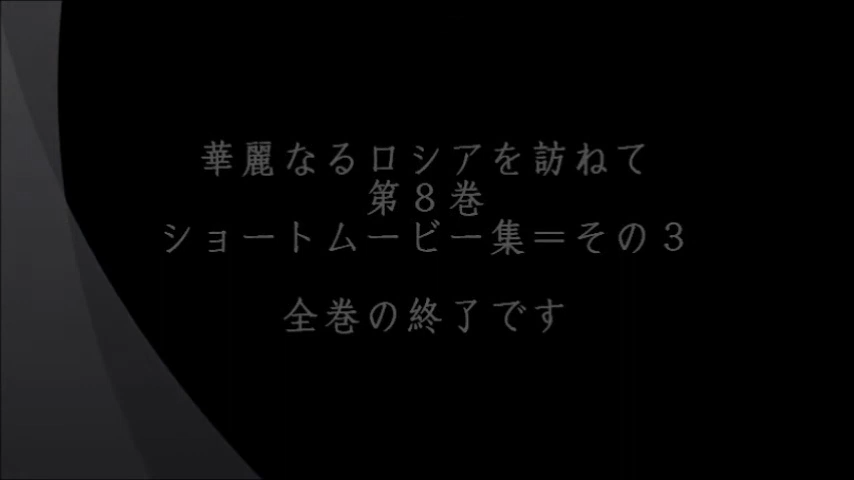 華麗なるロシアを訪ねて
第８巻
ショートムービー集＝その３
全巻の終了です